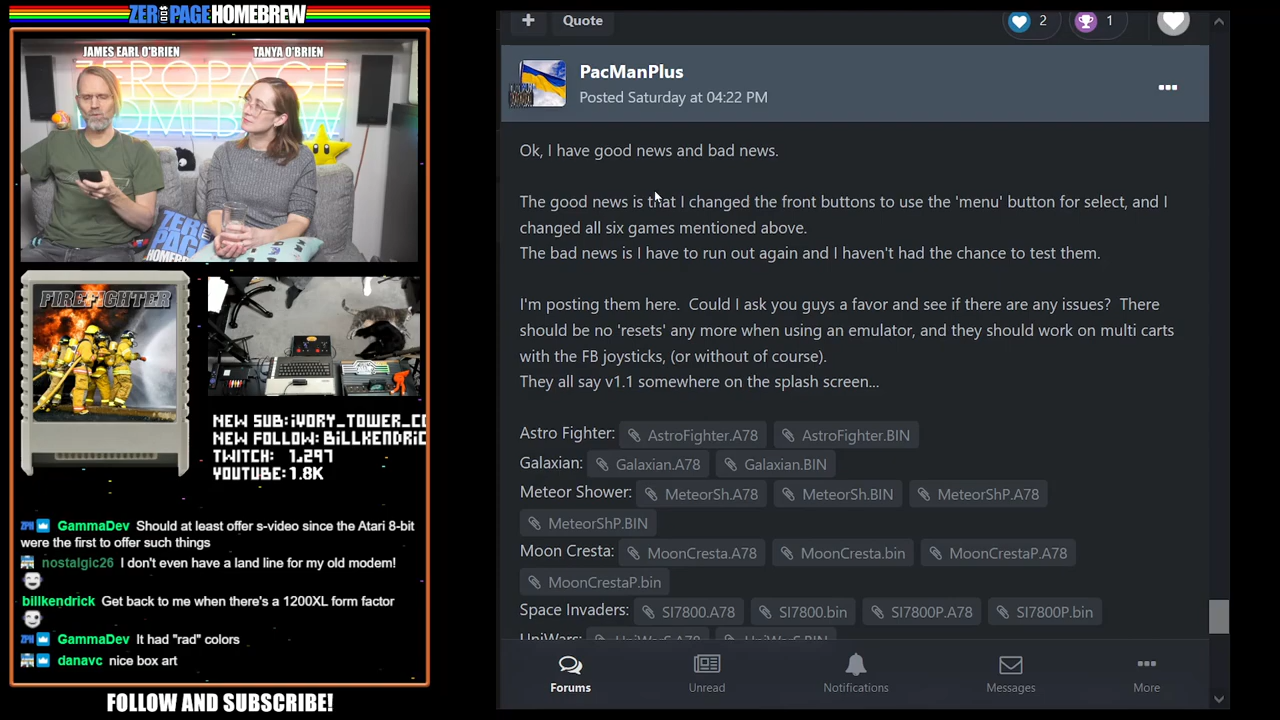 ZERO PAGE HOMEBREW
JAMES EARL O'BRIEN
TANYA O'BRIEN
ZEROPAGE
HOMEBREW
ZERO
PAGE
HOMEBREW
FIREFIGHTER
NEW SUB: IVORY_TOWER_CO
NEW FOLLOW: BILLKENDRIC
TWITCH: 1,297
YOUTUBE: 1.8K
GammaDev Should at least offer s-video since the Atari 8-bit
were the first to offer such things
nostalgic26 I don't even have a land line for my old modem!
billkendrick Get back to me when there's a 1200XL form factor
GammaDev It had "rad" colors
danavc nice box art
FOLLOW AND SUBSCRIBE!
+ Quote
2
1
PacManPlus
Posted Saturday at 04:22 PM
Ok, I have good news and bad news.
The good news is that I changed the front buttons to use the 'menu' button for select, and I
changed all six games mentioned above.
The bad news is I have to run out again and I haven't had the chance to test them.
I'm posting them here.  Could I ask you guys a favor and see if there are any issues?  There
should be no 'resets' any more when using an emulator, and they should work on multi carts
with the FB joysticks, (or without of course).
They all say v1.1 somewhere on the splash screen...
Astro Fighter: AstroFighter.A78 AstroFighter.BIN
Galaxian: Galaxian.A78 Galaxian.BIN
Meteor Shower: MeteorSh.A78 MeteorSh.BIN MeteorShP.A78
MeteorShP.BIN
Moon Cresta: MoonCresta.A78 MoonCresta.bin MoonCrestaP.A78
MoonCrestaP.bin
Space Invaders: SI7800.A78 SI7800.bin SI7800P.A78 SI7800P.bin
UniWars: UniWarS.A78 UniWarS.BIN
Forums
Unread
Notifications
Messages
More